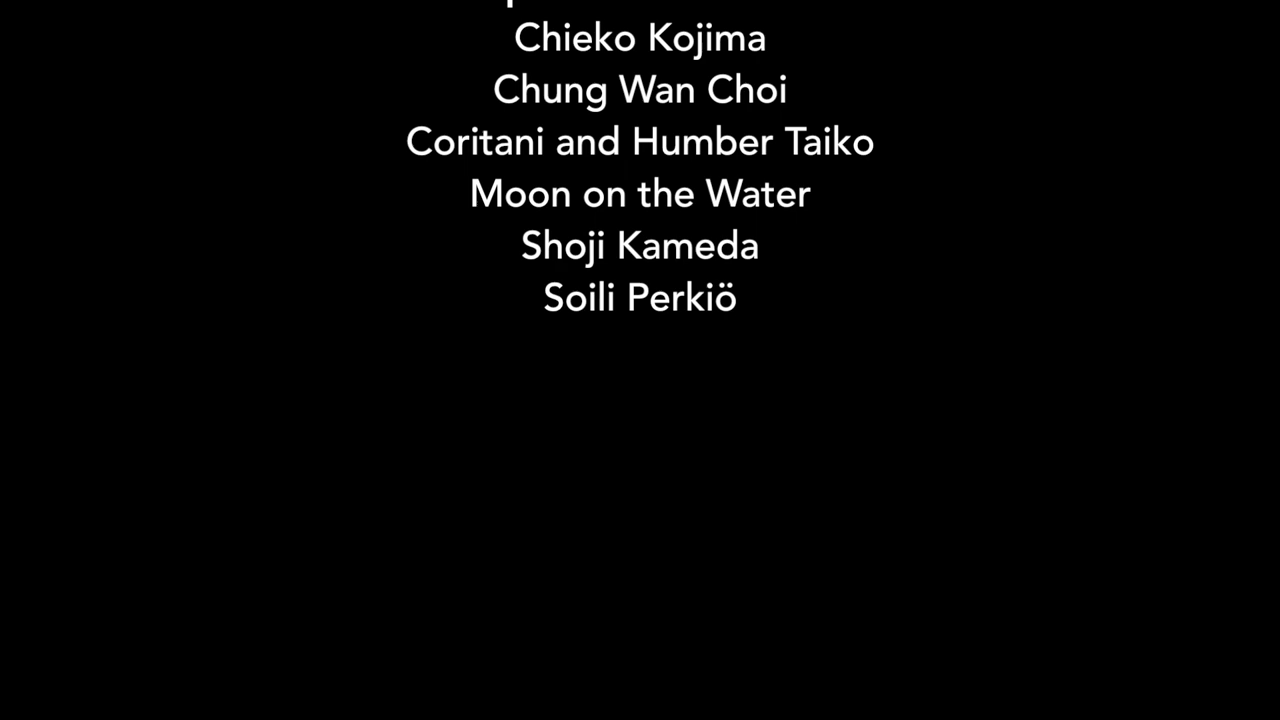 Chieko Kojima
Chung Wan Choi
Coritani and Humber Taiko
Moon on the Water
Shoji Kameda
Soili Perkiö